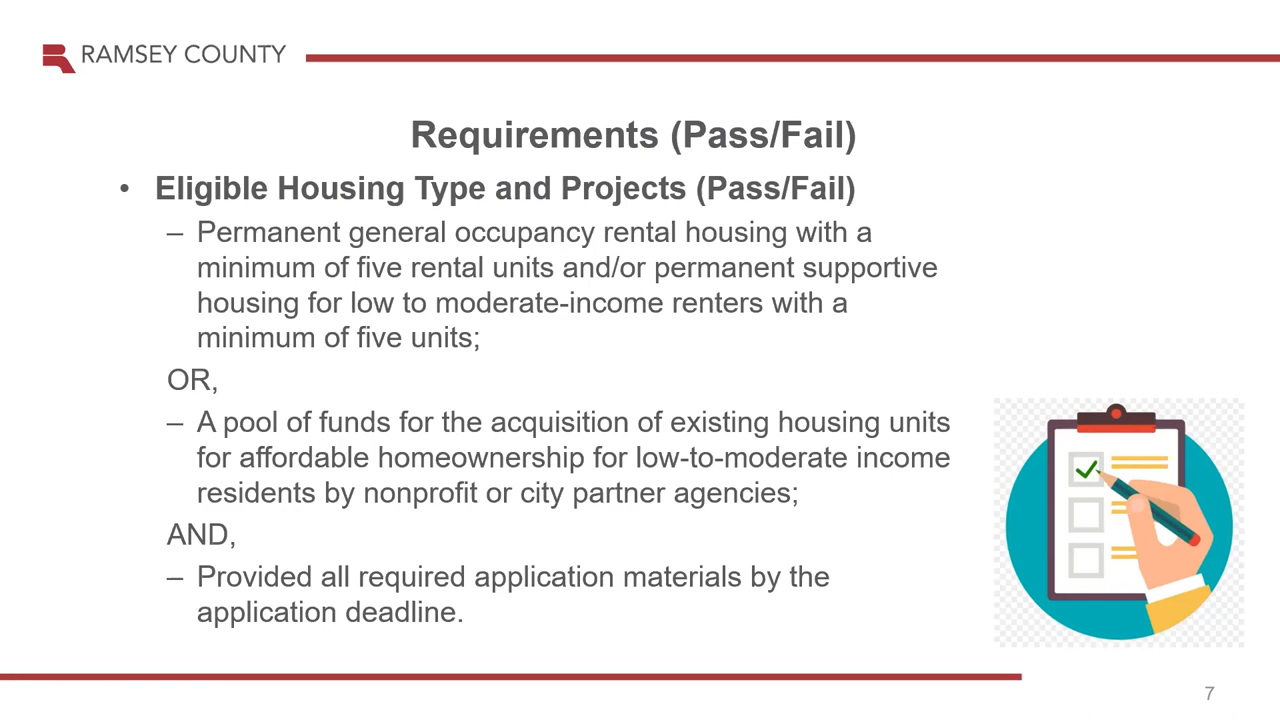 RAMSEY COUNTY
Requirements (Pass/Fail)
• Eligible Housing Type and Projects (Pass/Fail)
– Permanent general occupancy rental housing with a
minimum of five rental units and/or permanent supportive
housing for low to moderate-income renters with a
minimum of five units;
OR,
– A pool of funds for the acquisition of existing housing units
for affordable homeownership for low-to-moderate income
residents by nonprofit or city partner agencies;
AND,
– Provided all required application materials by the
application deadline.
7